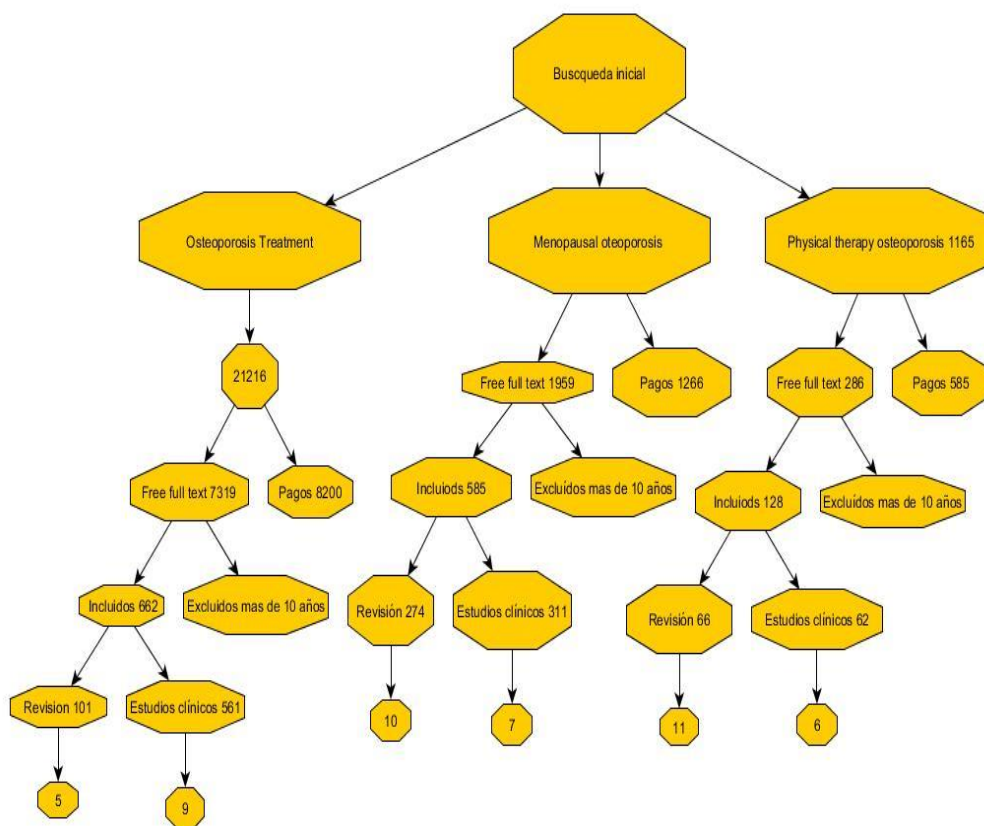 Buscqueda inicial
Osteoporosis Treatment
Menopausal oteoporosis
Physical therapy osteoporosis 1165
21216
Free full text 1959
Pagos 1266
Free full text 286
Pagos 585
Free full text 7319
Pagos 8200
Incluiods 585
Excluídos mas de 10 años
Incluiods 128
Excluídos mas de 10 años
Incluidos 662
Excluidos mas de 10 años
Revisión 274
Estudios clínicos 311
Revisión 66
Estudios clínicos 62
Revision 101
Estudios clínicos 561
10
7
11
6
5
9